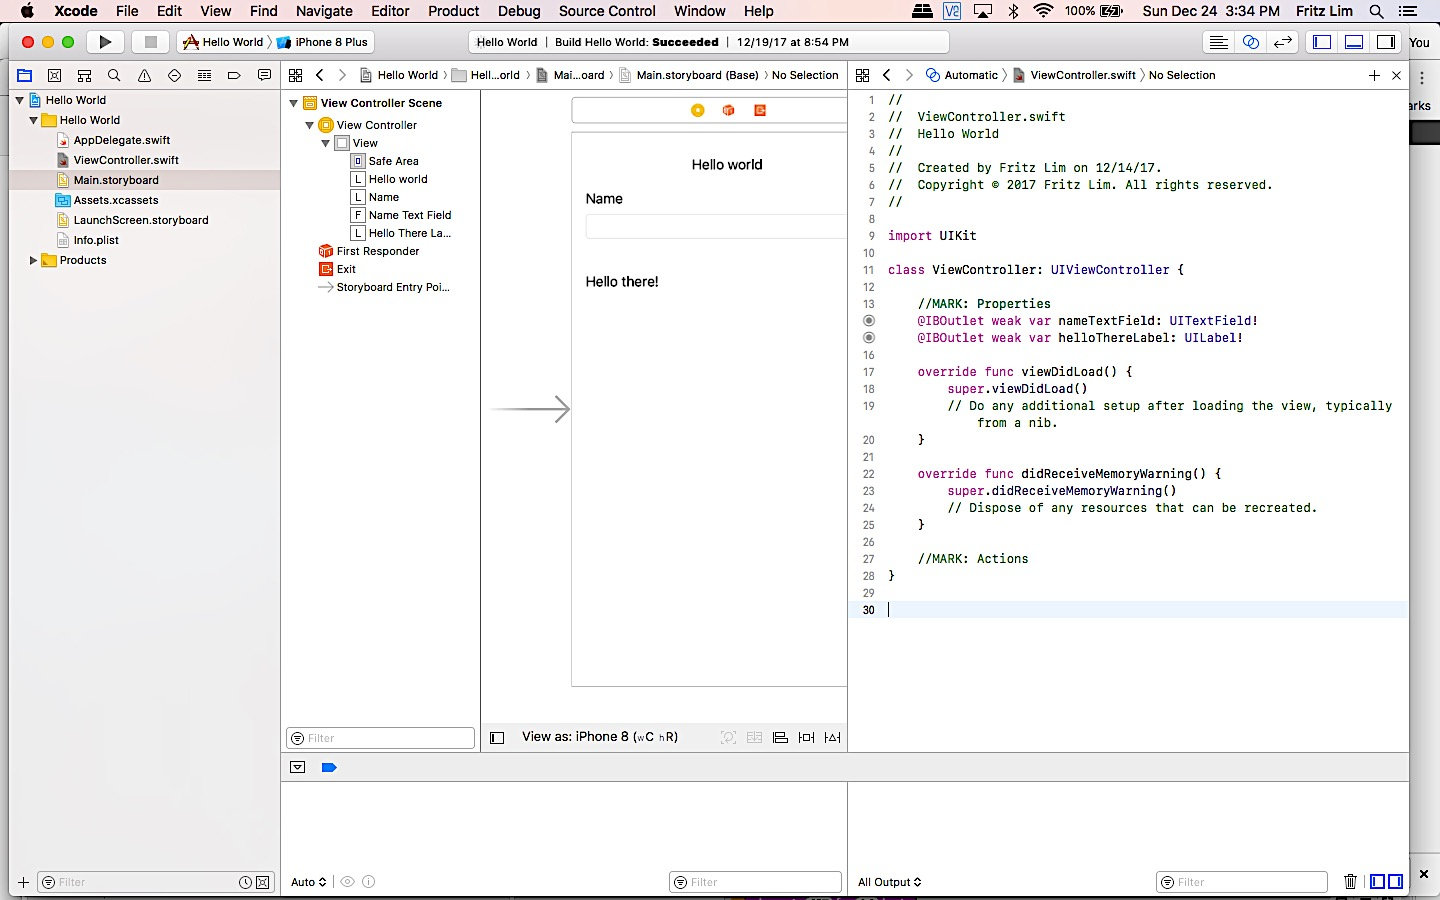 Xcode File Edit View Find Navigate Editor Product Debug Source Control Window Help 100% Sun Dec 24 3:34 PM Fritz Lim
Hello World iPhone 8 Plus Hello World | Build Hello World: Succeeded | 12/19/17 at 8:54 PM You
Hello World Hell...orld Mai...oard Main.storyboard (Base) No Selection Automatic ViewController.swift No Selection
arks
Hello World
Hello World
AppDelegate.swift
ViewController.swift
Main.storyboard
Assets.xcassets
LaunchScreen.storyboard
Info.plist
Products
Filter
View Controller Scene
View Controller
View
Safe Area
L Hello world
L Name
F Name Text Field
L Hello There La...
First Responder
Exit
Storyboard Entry Poi...
Filter
Hello world
Name
Hello there!
View as: iPhone 8 (wC hR)
1 //
2 // ViewController.swift
3 // Hello World
4 //
5 // Created by Fritz Lim on 12/14/17.
6 // Copyright © 2017 Fritz Lim. All rights reserved.
7 //
8
9 import UIKit
10
11 class ViewController: UIViewController {
12
13 //MARK: Properties
@IBOutlet weak var nameTextField: UITextField!
@IBOutlet weak var helloThereLabel: UILabel!
16
17 override func viewDidLoad() {
18 super.viewDidLoad()
19 // Do any additional setup after loading the view, typically
from a nib.
20 }
21
22 override func didReceiveMemoryWarning() {
23 super.didReceiveMemoryWarning()
24 // Dispose of any resources that can be recreated.
25 }
26
27 //MARK: Actions
28 }
29
30
Auto Filter All Output Filter